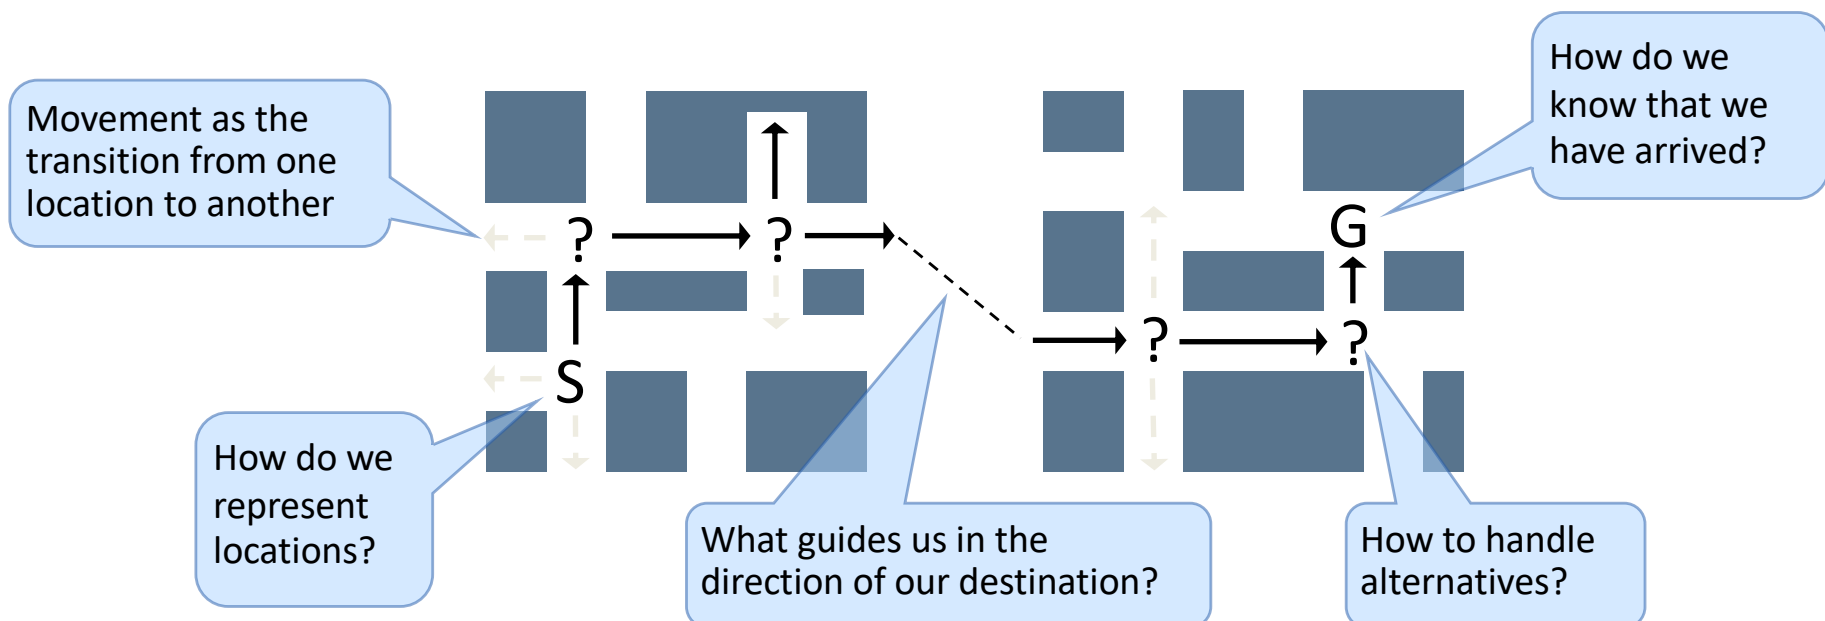 How do we
know that we
have arrived?
Movement as the
transition from one
location to another
?
?
G
?
?
S
How do we
represent
locations?
What guides us in the
direction of our destination?
How to handle
alternatives?